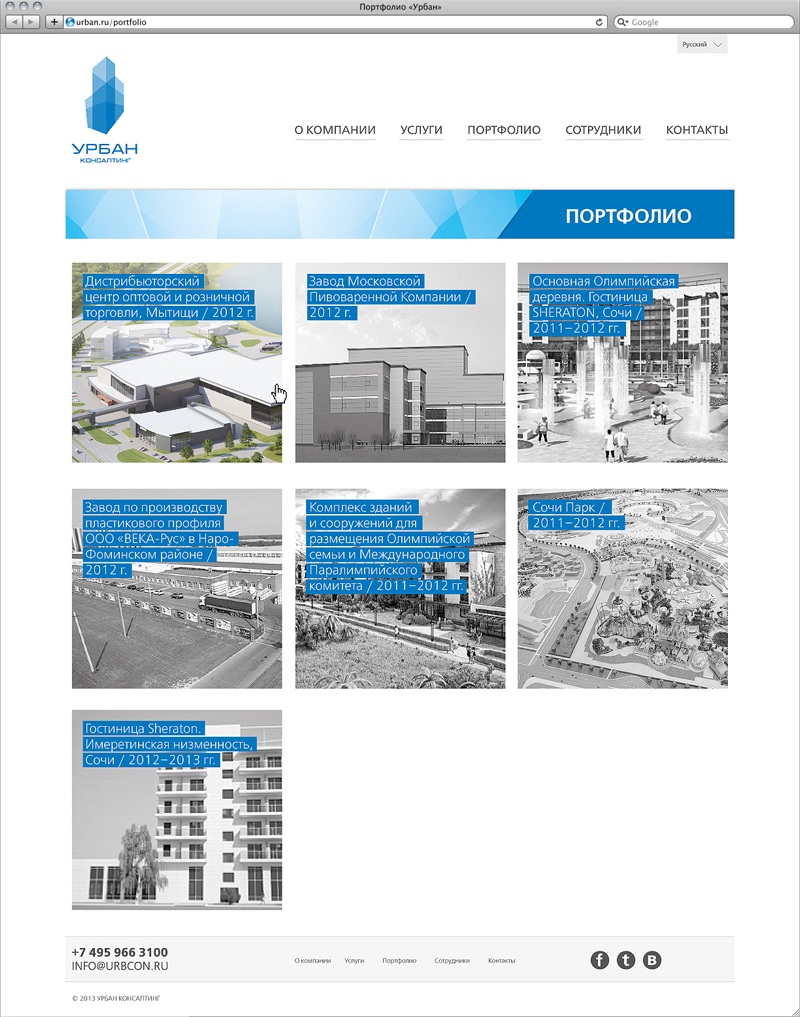 Портфолио «Урбан»
urban.ru/portfolio
Google
Русский
УРБАН
КОНСАЛТИНГ
О КОМПАНИИ
УСЛУГИ
ПОРТФОЛИО
СОТРУДНИКИ
КОНТАКТЫ
ПОРТФОЛИО
Дистрибьюторский
центр оптовой и розничной
торговли, Мытищи / 2012 г.
Завод Московской
Пивоваренной Компании /
2012 г.
Основная Олимпийская
деревня. Гостиница
SHERATON, Сочи /
2011–2012 гг.
Завод по производству
пластикового профиля
ООО «ВЕКА-Рус» в Наро-
Фоминском районе /
2012 г.
Комплекс зданий
и сооружений для
размещения Олимпийской
семьи и Международного
Паралимпийского
комитета / 2011–2012 гг.
Сочи Парк /
2011–2012 гг.
Гостиница Sheraton.
Имеретинская низменность,
Сочи / 2012–2013 гг.
+7 495 966 3100
INFO@URBCON.RU
О компании
Услуги
Портфолио
Сотрудники
Контакты
f
t
B
© 2013 УРБАН КОНСАЛТИНГ